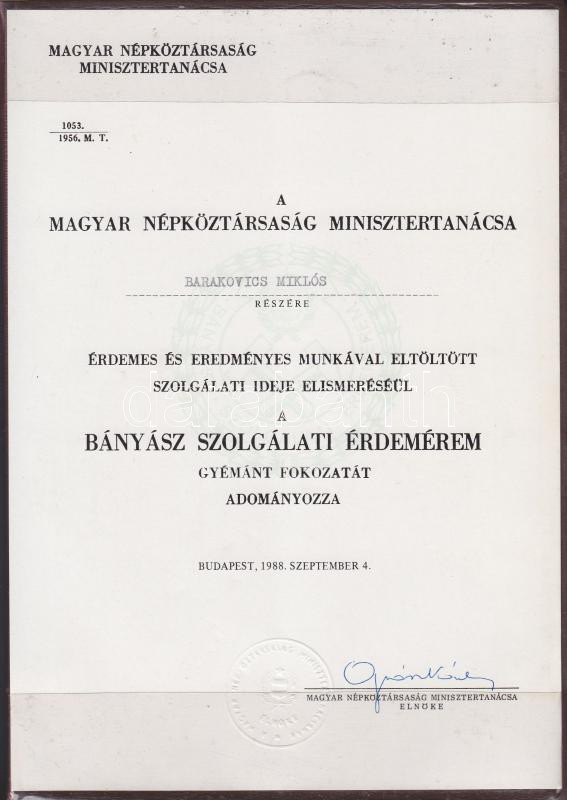 MAGYAR NÉPKÖZTÁRSASÁG
MINISZTERTANÁCSA
1053.
1956. M. T.
A
MAGYAR NÉPKÖZTÁRSASÁG MINISZTERTANÁCSA
BARAKOVICS MIKLÓS
RÉSZÉRE
ÉRDEMES ÉS EREDMÉNYES MUNKÁVAL ELTÖLTÖTT
SZOLGÁLATI IDEJE ELISMERÉSÉÜL
A
BÁNYÁSZ SZOLGÁLATI ÉRDEMÉREM
GYÉMÁNT FOKOZATÁT
ADOMÁNYOZZA
BUDAPEST, 1988. SZEPTEMBER 4.
MAGYAR NÉPKÖZTÁRSASÁG MINISZTERTANÁCSA
ELNÖKE